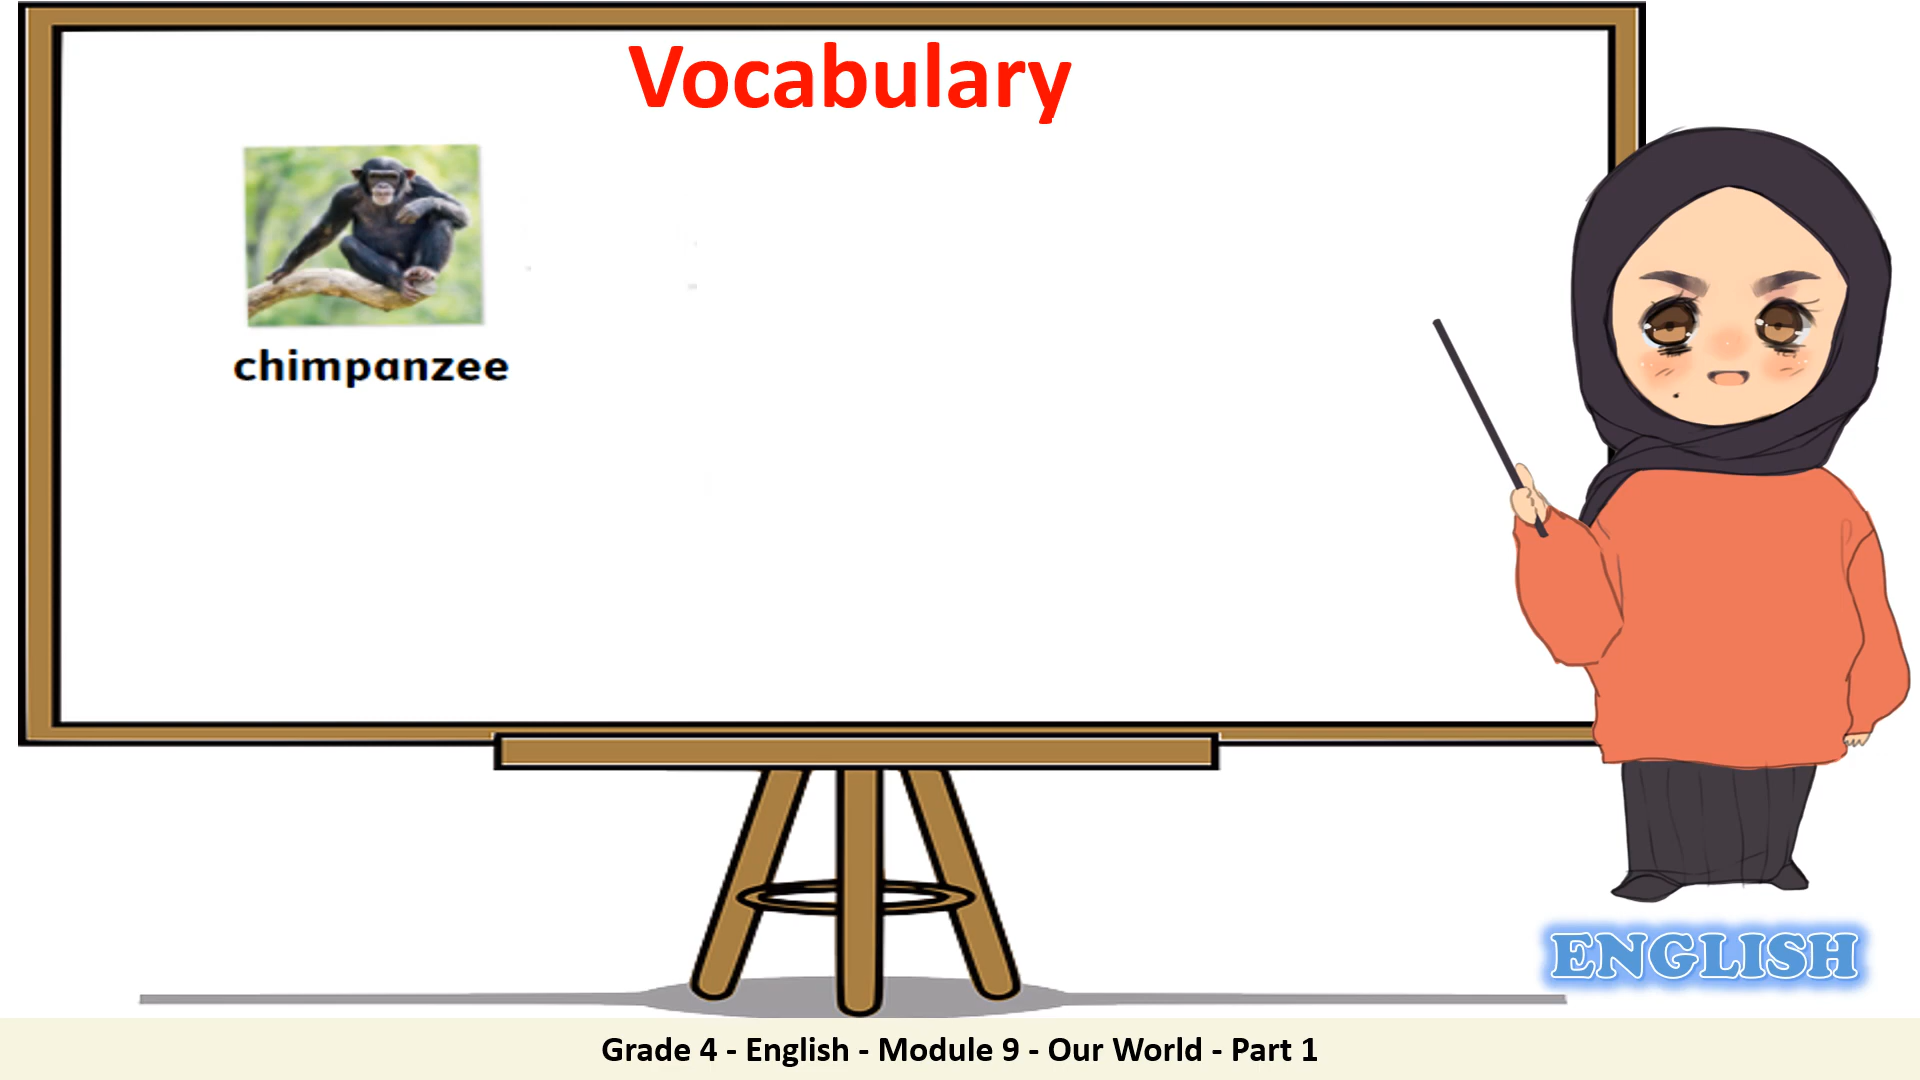 Vocabulary
chimpanzee
ENGLISH
Grade 4 - English - Module 9 - Our World - Part 1